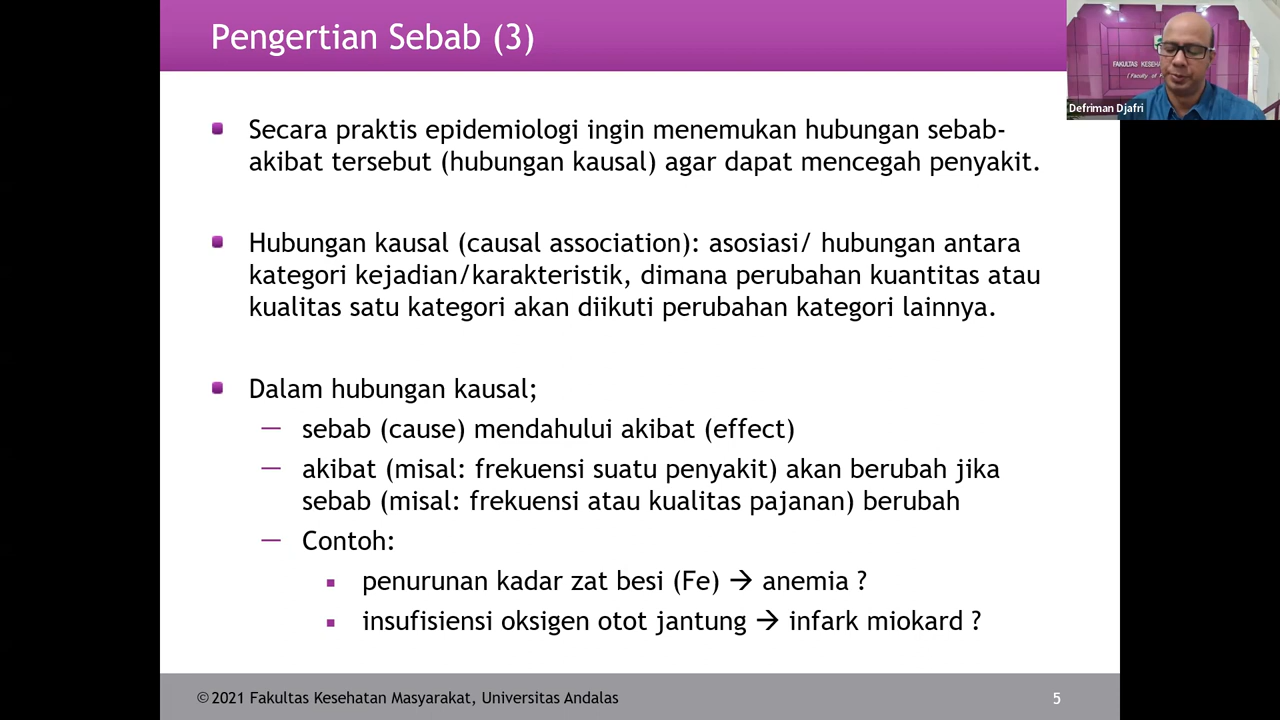 Pengertian Sebab (3)
Defriman Djafri
Secara praktis epidemiologi ingin menemukan hubungan sebab-
akibat tersebut (hubungan kausal) agar dapat mencegah penyakit.
Hubungan kausal (causal association): asosiasi/ hubungan antara
kategori kejadian/karakteristik, dimana perubahan kuantitas atau
kualitas satu kategori akan diikuti perubahan kategori lainnya.
Dalam hubungan kausal;
— sebab (cause) mendahului akibat (effect)
— akibat (misal: frekuensi suatu penyakit) akan berubah jika
sebab (misal: frekuensi atau kualitas pajanan) berubah
— Contoh:
penurunan kadar zat besi (Fe) → anemia ?
insufisiensi oksigen otot jantung → infark miokard ?
©2021 Fakultas Kesehatan Masyarakat, Universitas Andalas
5